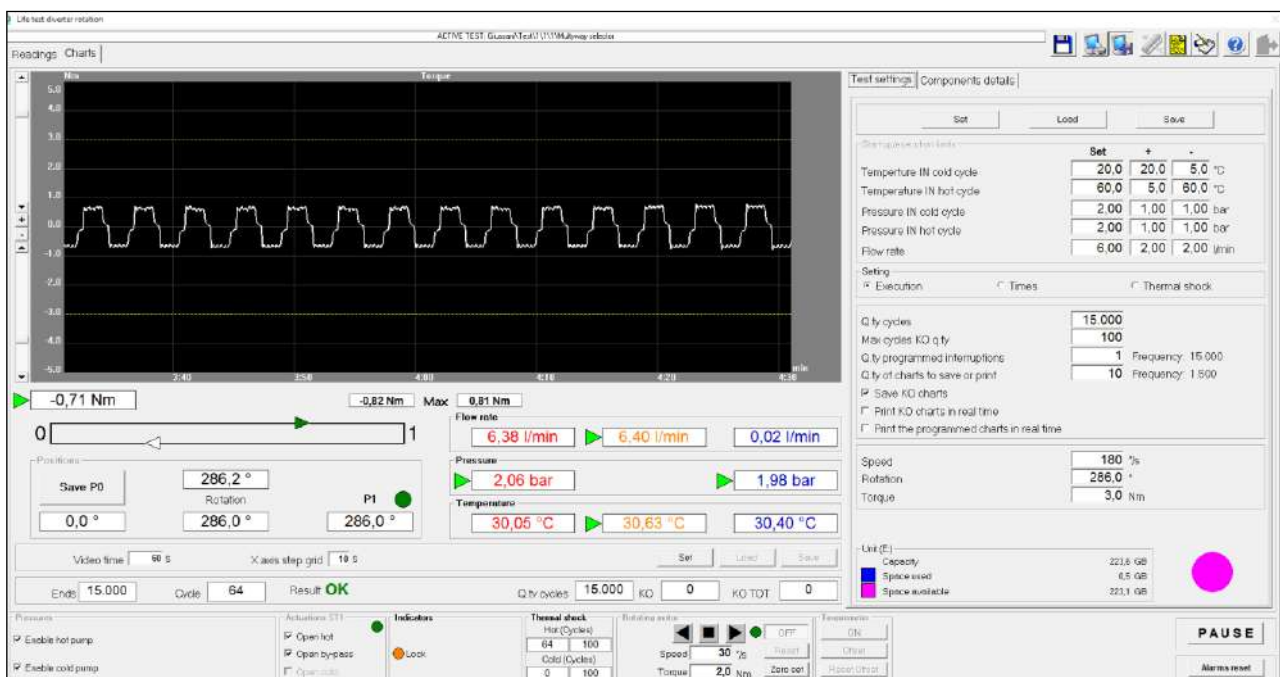 Life test diverter rotation
ACTIVE TEST: Giussani\Test\1\1\1\Multyway selector
Readings Charts
Nm Torque
5.0
4.0
3.0
2.0
1.0
0.0
-1.0
-2.0
-3.0
-4.0
-5.0
3:40 3:50 4:00 4:10 4:20 4:30 min
+
-
-0,71 Nm -0,82 Nm Max 0,81 Nm
0 1
Positions
Save P0 286,2 ° P1
Rotation
0,0 ° 286,0 ° 286,0 °
Flow rate
6,38 l/min 6,40 l/min 0,02 l/min
Pressure
2,06 bar 1,98 bar
Temperature
30,05 °C 30,63 °C 30,40 °C
Video time 60 S X axis step grid 10 S Set Load Save
Ends 15.000 Cycle 64 Result OK Q.ty cycles 15.000 KO 0 KO TOT 0
Test settings Components details
Set Load Save
Set + -
Temperture IN cold cycle 20,0 20,0 5,0 °C
Temperature IN hot cycle 60,0 5,0 60,0 °C
Pressure IN cold cycle 2,00 1,00 1,00 bar
Pressure IN hot cycle 2,00 1,00 1,00 bar
Flow rate 6,00 2,00 2,00 l/min
Seting
Execution Times Thermal shock
Q.ty cycles 15.000
Max cycles KO q.ty 100
Q.ty programmed interruptions 1 Frequency: 15.000
Q.ty of charts to save or print 10 Frequency: 1.500
Save KO charts
Print KO charts in real time
Print the programmed charts in real time
Speed 180 °/s
Rotation 286,0 °
Torque 3,0 Nm
Unit (E:)
Capacity 223,6 GB
Space used 0,5 GB
Space available 223,1 GB
Pressures
Enable hot pump
Enable cold pump
Actuations ST1
Open hot
Open by-pass
Open cold
Indicators
Lock
Thermal shock
Hot (Cycles)
64 100
Cold (Cycles)
0 100
Rotating motor
OFF
Speed 30 °/s Reset
Torque 2,0 Nm Zero set
Torquemeter
ON
Offset
Reset Offset
PAUSE
Alarms reset